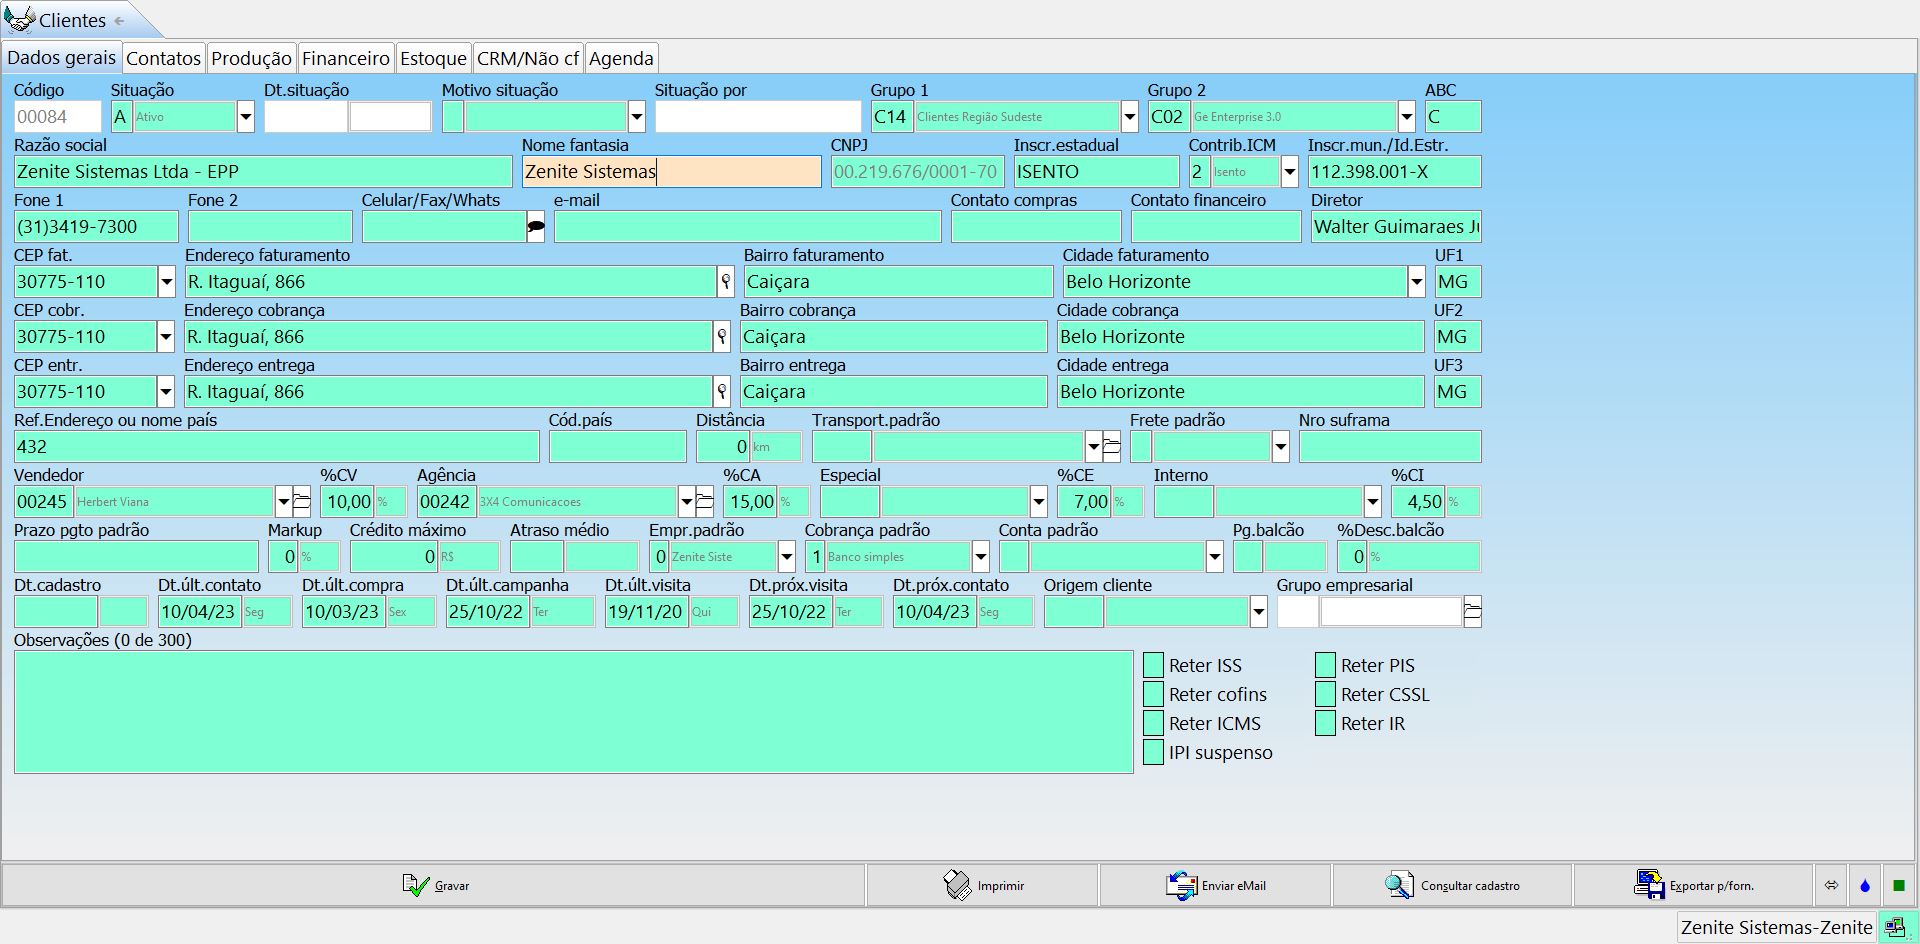 Clientes
Dados gerais Contatos Produção Financeiro Estoque CRM/Não cf Agenda
Código Situação Dt.situação Motivo situação Situação por Grupo 1 Grupo 2 ABC
00084 A Ativo C14 Clientes Região Sudeste C02 Ge Enterprise 3.0 C
Razão social Nome fantasia CNPJ Inscr.estadual Contrib.ICM Inscr.mun./Id.Estr.
Zenite Sistemas Ltda - EPP Zenite Sistemas 00.219.676/0001-70 ISENTO 2 Isento 112.398.001-X
Fone 1 Fone 2 Celular/Fax/Whats e-mail Contato compras Contato financeiro Diretor
(31)3419-7300 Walter Guimaraes
CEP fat. Endereço faturamento Bairro faturamento Cidade faturamento UF1
30775-110 R. Itaguaí, 866 Caiçara Belo Horizonte MG
CEP cobr. Endereço cobrança Bairro cobrança Cidade cobrança UF2
30775-110 R. Itaguaí, 866 Caiçara Belo Horizonte MG
CEP entr. Endereço entrega Bairro entrega Cidade entrega UF3
30775-110 R. Itaguaí, 866 Caiçara Belo Horizonte MG
Ref.Endereço ou nome país Cód.país Distância Transport.padrão Frete padrão Nro suframa
432 0 km
Vendedor %CV Agência %CA Especial %CE Interno %CI
00245 Herbert Viana 10,00 % 00242 3X4 Comunicacoes 15,00 % 7,00 % 4,50 %
Prazo pgto padrão Markup Crédito máximo Atraso médio Empr.padrão Cobrança padrão Conta padrão Pg.balcão %Desc.balcão
0 % 0 R$ 0 Zenite Siste 1 Banco simples 0 %
Dt.cadastro Dt.últ.contato Dt.últ.compra Dt.últ.campanha Dt.últ.visita Dt.próx.visita Dt.próx.contato Origem cliente Grupo empresarial
10/04/23 Seg 10/03/23 Sex 25/10/22 Ter 19/11/20 Qui 25/10/22 Ter 10/04/23 Seg
Observações (0 de 300)
Reter ISS Reter PIS
Reter cofins Reter CSSL
Reter ICMS Reter IR
IPI suspenso
Gravar Imprimir Enviar eMail Consultar cadastro Exportar p/forn.
Zenite Sistemas-Zenite